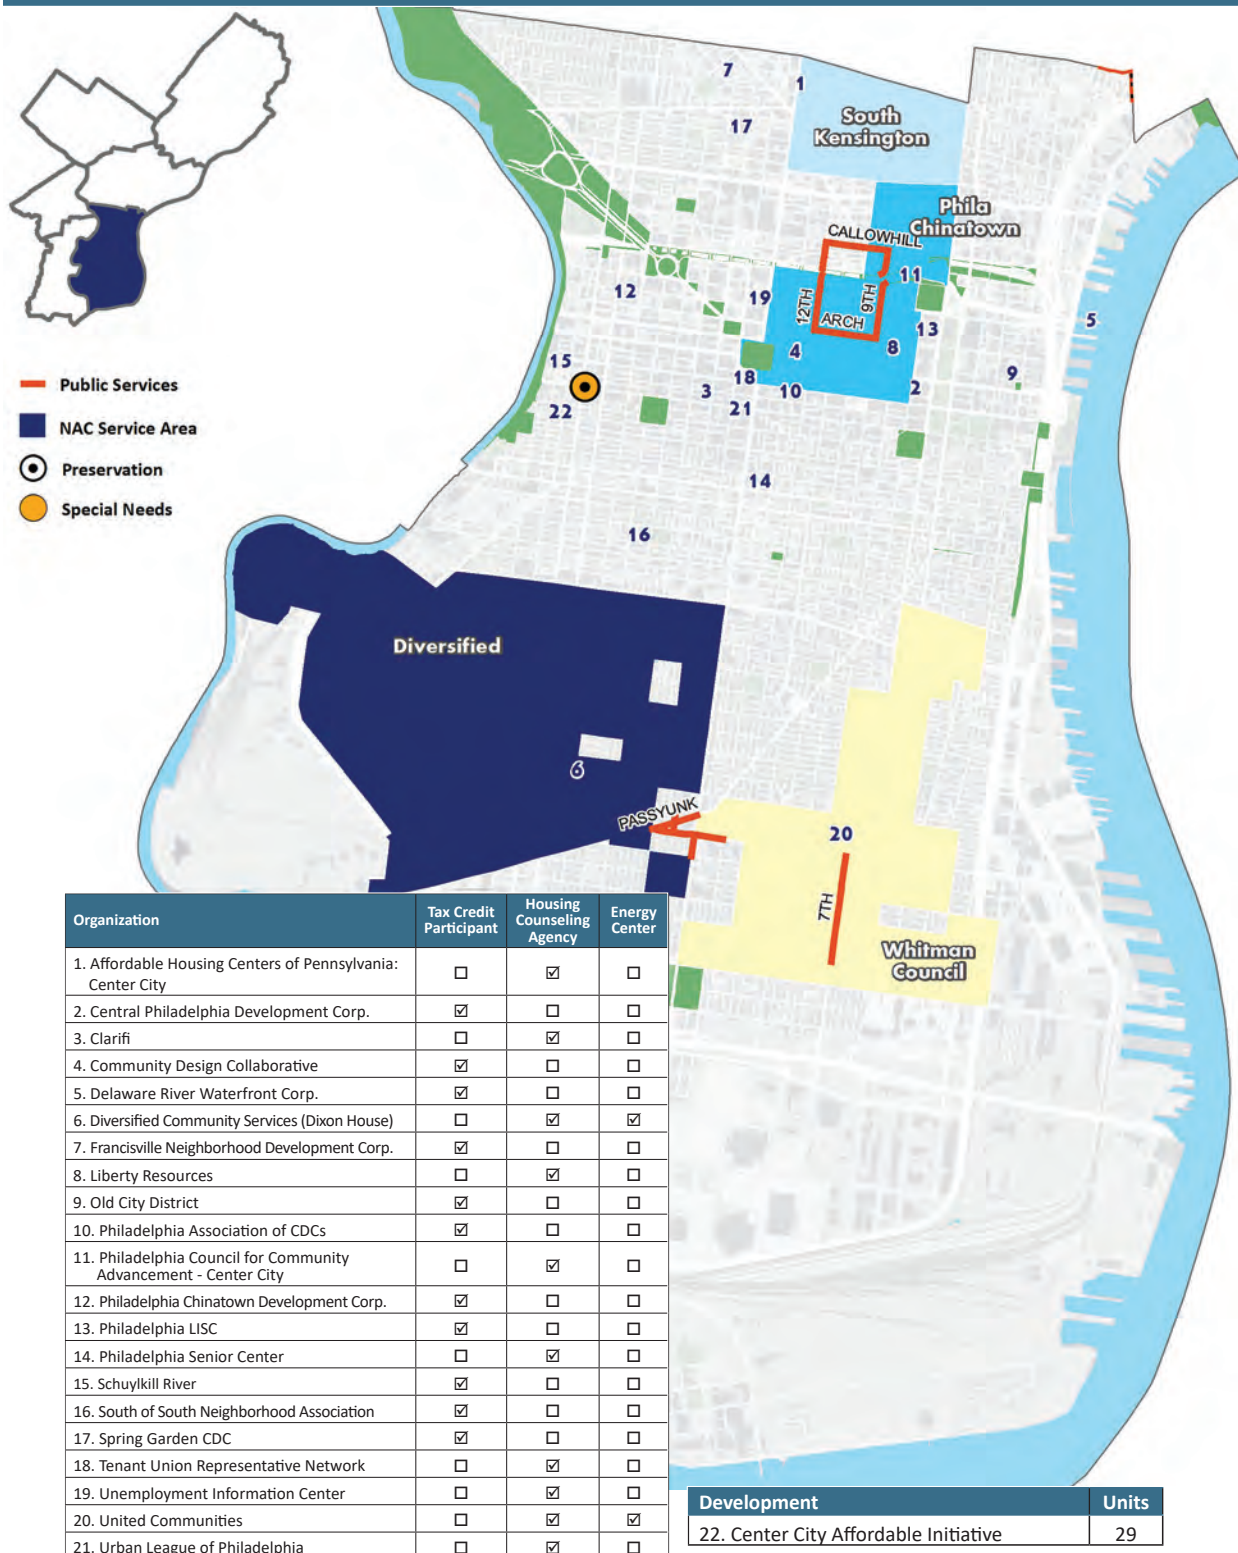 7
1
17
South
Kensington
Phila
Chinatown
CALLOWHILL
11
12
19
12TH
9TH
ARCH
5
13
4
8
15
9
18
3
10
2
22
21
Public Services
NAC Service Area
Preservation
Special Needs
14
16
Diversified
6
PASSYUNK
20
7TH
Whitman
Council
Organization
Tax Credit
Participant
Housing
Counseling
Agency
Energy
Center
1. Affordable Housing Centers of Pennsylvania:
Center City ☐ ☑ ☐
2. Central Philadelphia Development Corp. ☑ ☐ ☐
3. Clarifi ☐ ☑ ☐
4. Community Design Collaborative ☑ ☐ ☐
5. Delaware River Waterfront Corp. ☑ ☐ ☐
6. Diversified Community Services (Dixon House) ☐ ☑ ☑
7. Francisville Neighborhood Development Corp. ☑ ☐ ☐
8. Liberty Resources ☐ ☑ ☐
9. Old City District ☑ ☐ ☐
10. Philadelphia Association of CDCs ☑ ☐ ☐
11. Philadelphia Council for Community
Advancement - Center City ☐ ☑ ☐
12. Philadelphia Chinatown Development Corp. ☑ ☐ ☐
13. Philadelphia LISC ☑ ☐ ☐
14. Philadelphia Senior Center ☐ ☑ ☐
15. Schuylkill River ☑ ☐ ☐
16. South of South Neighborhood Association ☑ ☐ ☐
17. Spring Garden CDC ☑ ☐ ☐
18. Tenant Union Representative Network ☐ ☑ ☐
19. Unemployment Information Center ☐ ☑ ☐
20. United Communities ☐ ☑ ☑
21. Urban League of Philadelphia ☐ ☑ ☐
Development Units
22. Center City Affordable Initiative 29